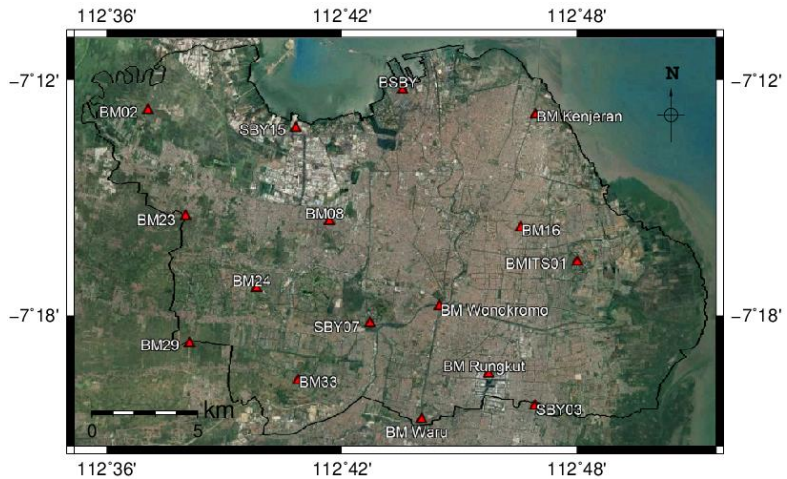 112˚36' 112˚42' 112˚48'
-7˚12' -7˚12'
N
BSBY
BM02
BM Kenjeran
SBY15
BM08
BM23
BM16
BMITS01
BM24
BM Wonokromo
-7˚18' -7˚18'
SBY07
BM29
BM Rungkut
BM33
km
SBY03
0 5
BM Waru
112˚36' 112˚42' 112˚48'